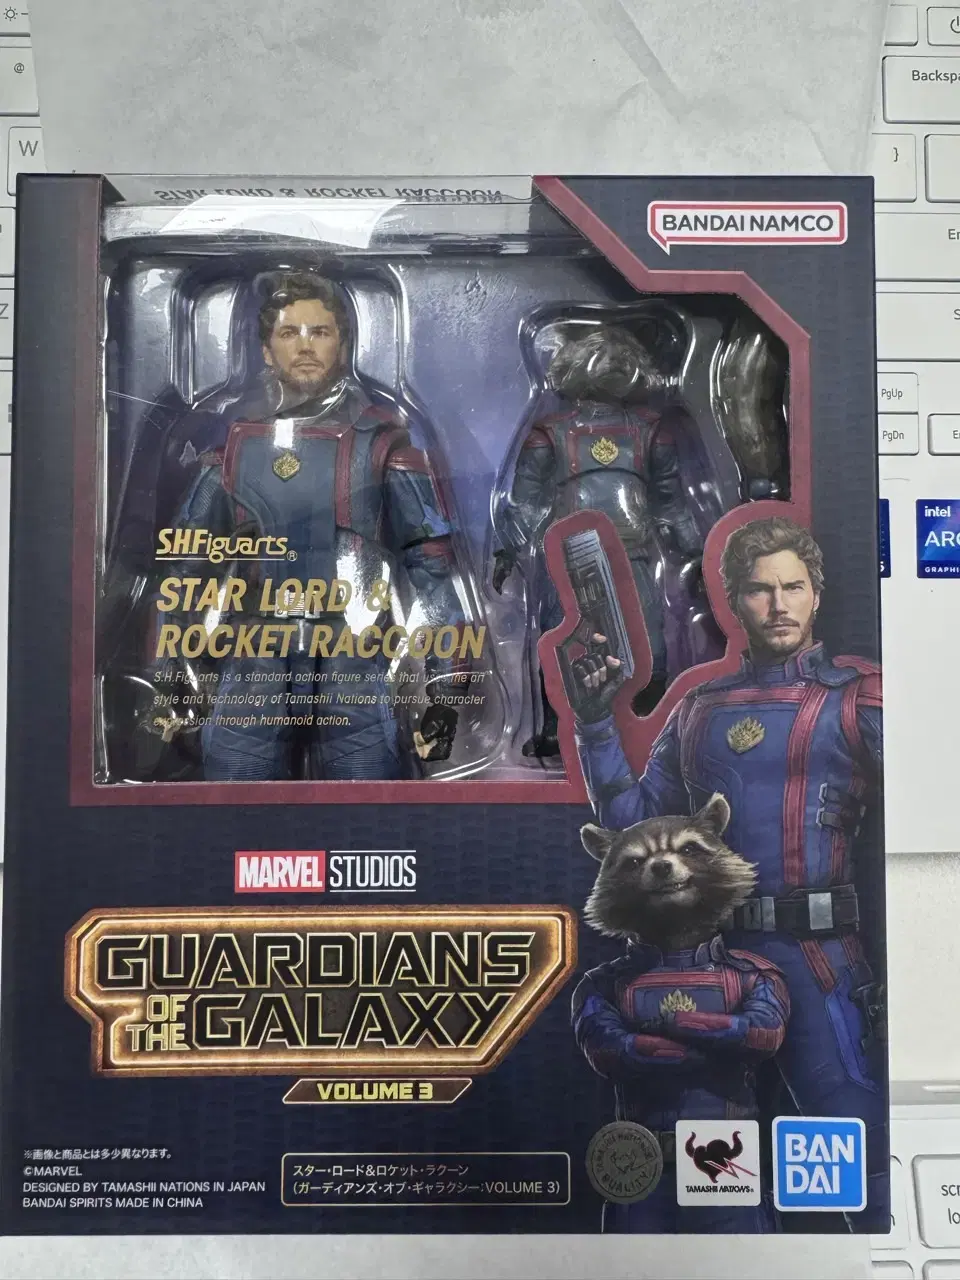 STAR LORD & ROCKET RACCOON
BANDAI NAMCO
S.H.Figuarts®
STAR LORD &
ROCKET RACCOON
S.H.Figuarts is a standard action figure series that uses the art
style and technology of Tamashii Nations to pursue character
expression through humanoid action.
MARVEL STUDIOS
GUARDIANS
OF THE GALAXY
VOLUME 3
※画像と商品とは多少異なります。
©MARVEL
DESIGNED BY TAMASHII NATIONS IN JAPAN
BANDAI SPIRITS MADE IN CHINA
スター・ロード&ロケット・ラクーン
(ガーディアンズ・オブ・ギャラクシー:VOLUME 3)
QUALITY
TAMASHII NATIONS®
BAN
DAI
@
W
Z
Backspa
}
PgUp
PgDn
intel
ARC
GRAPHI